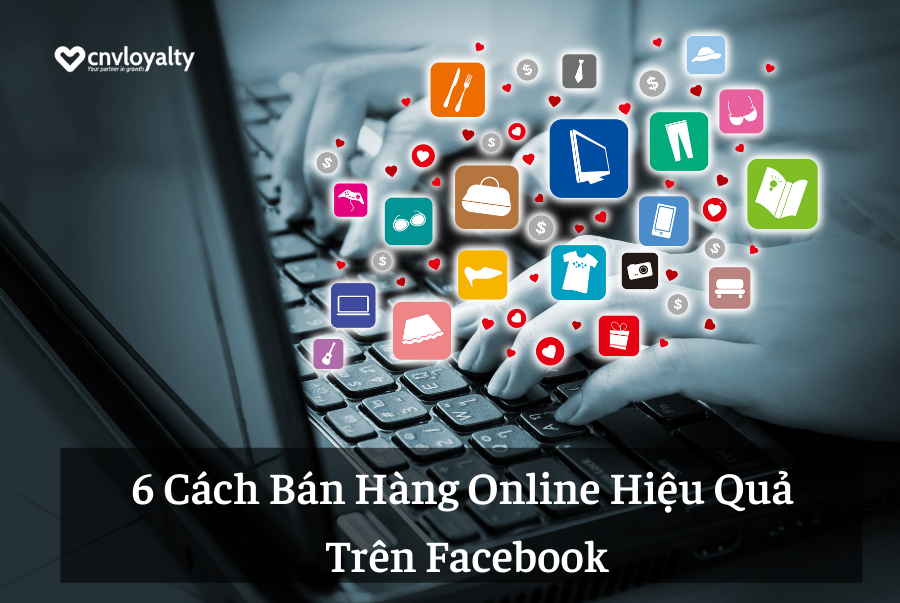 cnvloyalty
Your partner in growth
6 Cách Bán Hàng Online Hiệu Quả
Trên Facebook